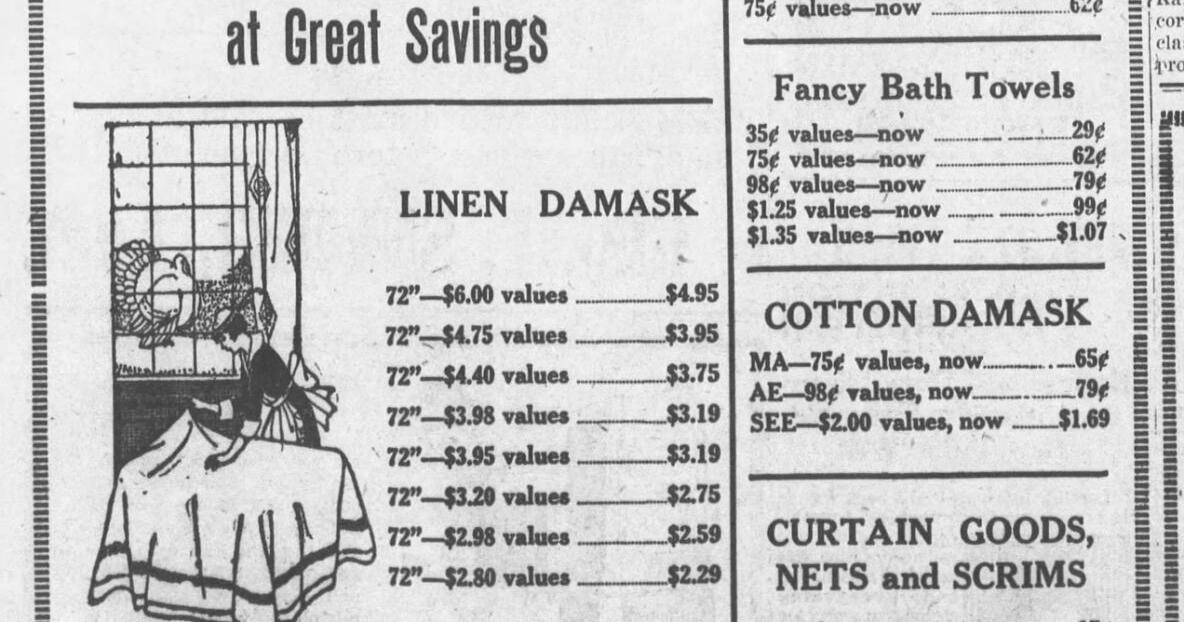 at Great Savings
LINEN DAMASK
72"—$6.00 values ............$4.95
72"—$4.75 values ............$3.95
72"—$4.40 values ............$3.75
72"—$3.98 values ............$3.19
72"—$3.95 values ............$3.19
72"—$3.20 values ............$2.75
72"—$2.98 values ............$2.59
72"—$2.80 values ............$2.29
75¢ values—now ............62¢
Fancy Bath Towels
35¢ values—now ............29¢
75¢ values—now ............62¢
98¢ values—now ............79¢
$1.25 values—now ............99¢
$1.35 values—now ............$1.07
COTTON DAMASK
MA—75¢ values, now............65¢
AE—98¢ values, now............79¢
SEE—$2.00 values, now ......$1.69
CURTAIN GOODS,
NETS and SCRIMS
cor
cla
pro